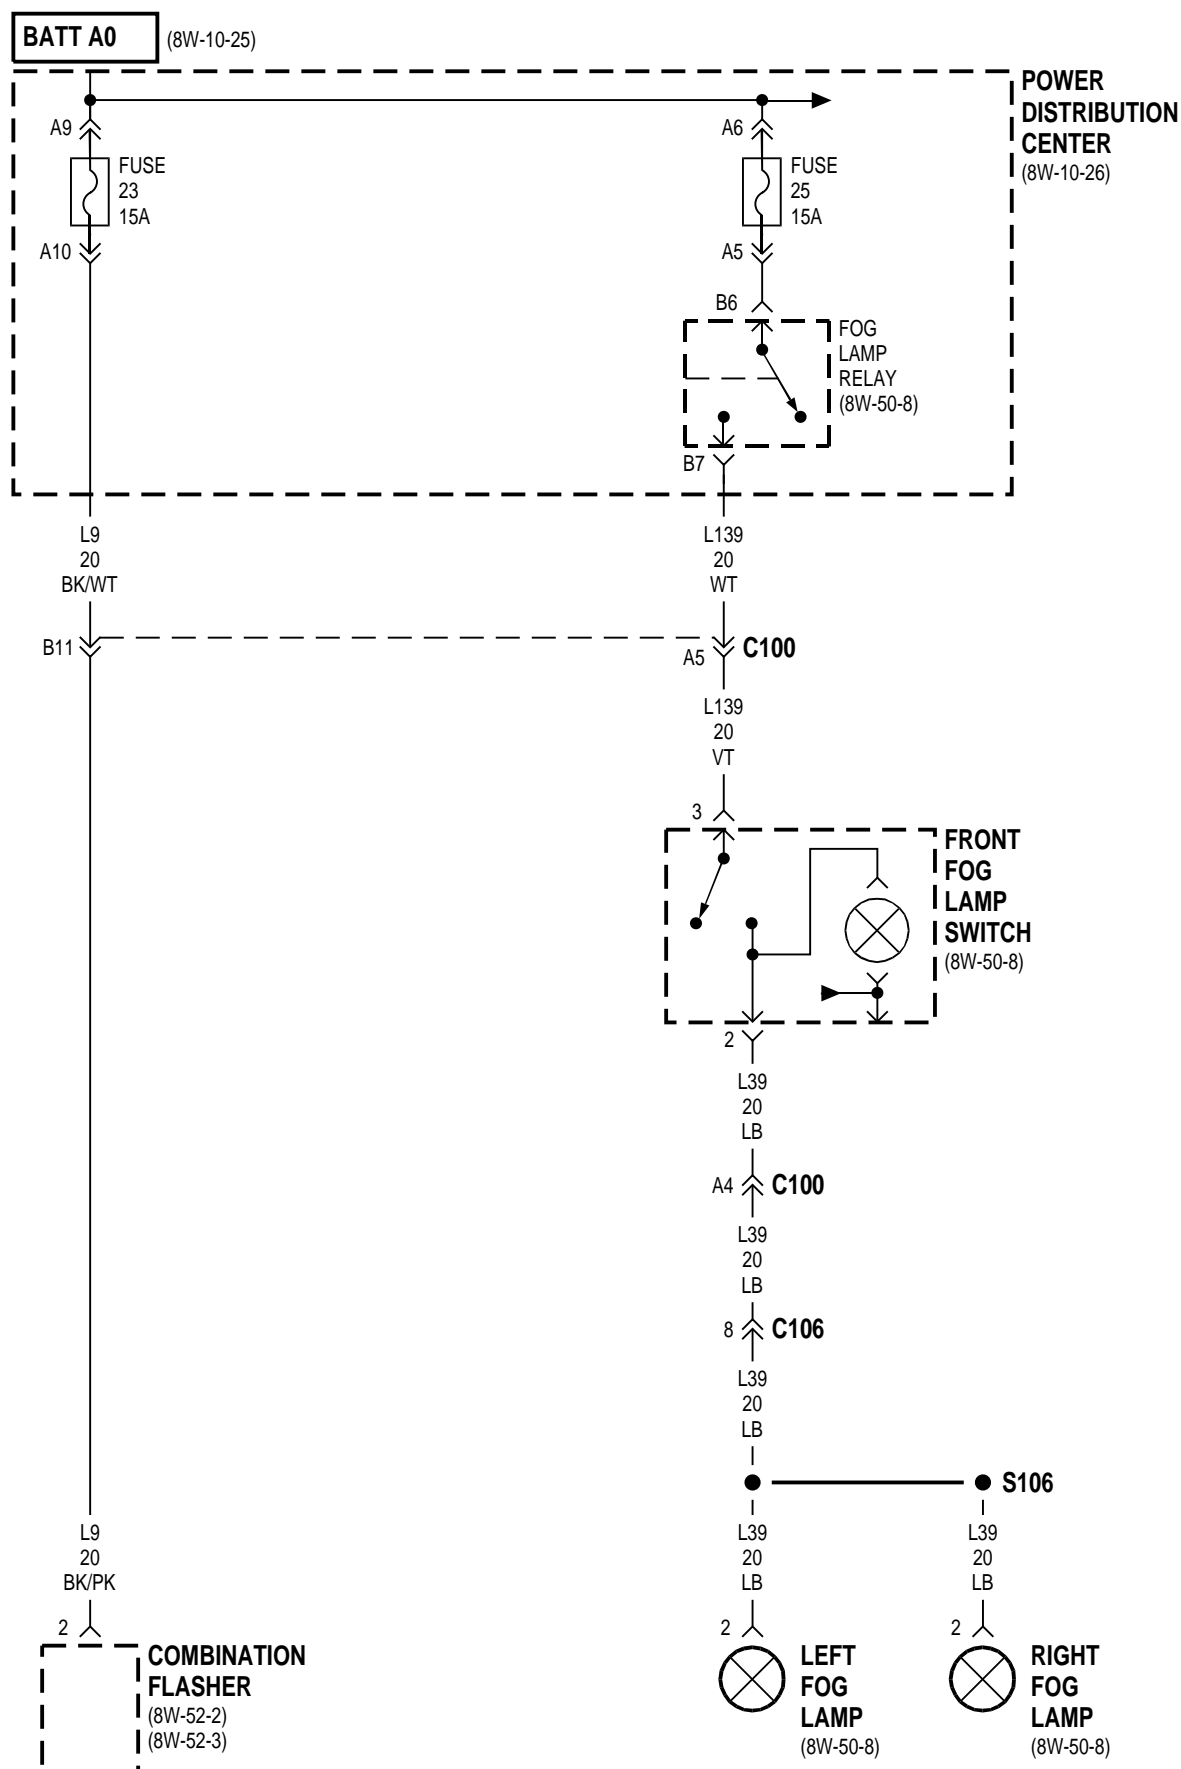 BATT A0 (8W-10-25)
POWER
DISTRIBUTION
CENTER
(8W-10-26)
A9
FUSE
23
15A
A10
A6
FUSE
25
15A
A5
B6
FOG
LAMP
RELAY
(8W-50-8)
B7
L9
20
BK/WT
L139
20
WT
B11
A5
C100
L139
20
VT
3
FRONT
FOG
LAMP
SWITCH
(8W-50-8)
2
L39
20
LB
A4 C100
L39
20
LB
8 C106
L39
20
LB
S106
L9
20
BK/PK
L39
20
LB
L39
20
LB
2
COMBINATION
FLASHER
(8W-52-2)
(8W-52-3)
2
LEFT
FOG
LAMP
(8W-50-8)
2
RIGHT
FOG
LAMP
(8W-50-8)